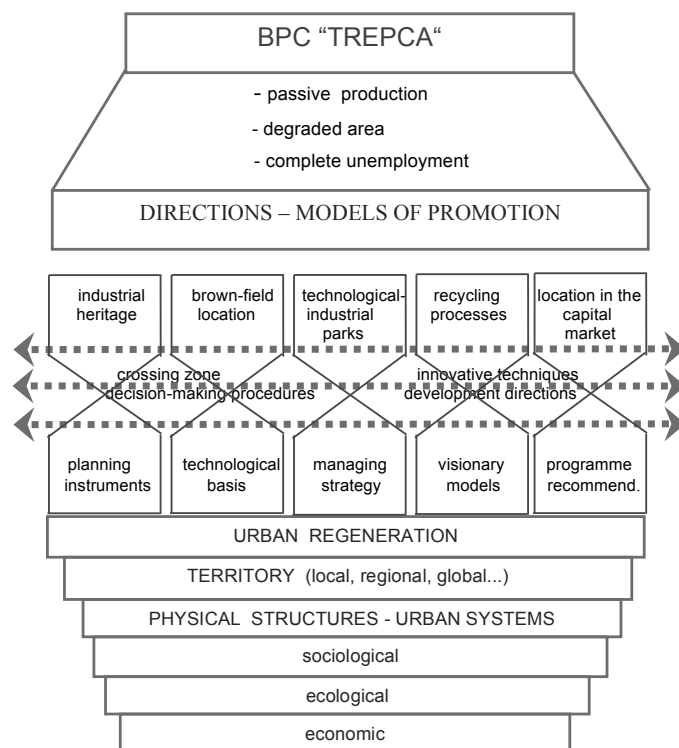 BPC “TREPCA“
- passive production
- degraded area
- complete unemployment
DIRECTIONS – MODELS OF PROMOTION
industrial
heritage
brown-field
location
technological-
industrial
parks
recycling
processes
location in the
capital
market
crossing zone
decision-making procedures
innovative techniques
development directions
planning
instruments
technological
basis
managing
strategy
visionary
models
programme
recommend.
URBAN REGENERATION
TERRITORY (local, regional, global...)
PHYSICAL STRUCTURES - URBAN SYSTEMS
sociological
ecological
economic